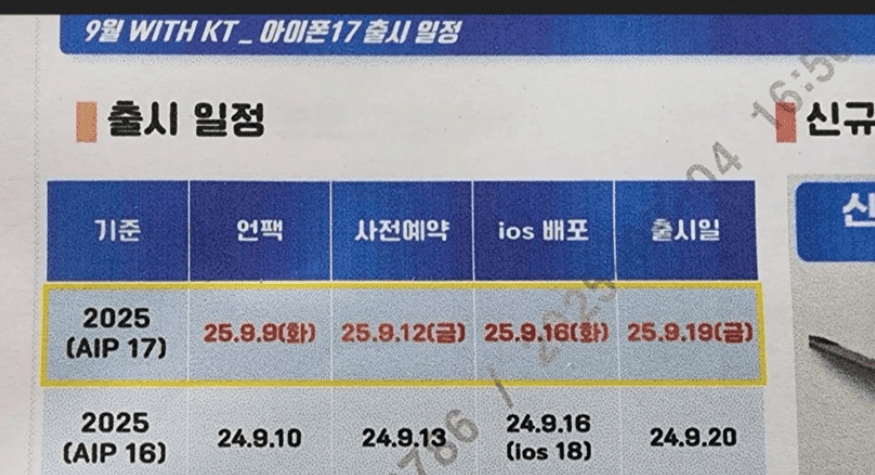 9월 WITH KT _ 아이폰17 출시 일정
출시 일정
신규
기준 언팩 사전예약 ios 배포 출시일
2025
(AIP 17)
25.9.9(화) 25.9.12(금) 25.9.16(화) 25.9.19(금)
2025
(AIP 16)
24.9.10 24.9.13 24.9.16
(ios 18)
24.9.20
786 / 2025 04 16:50